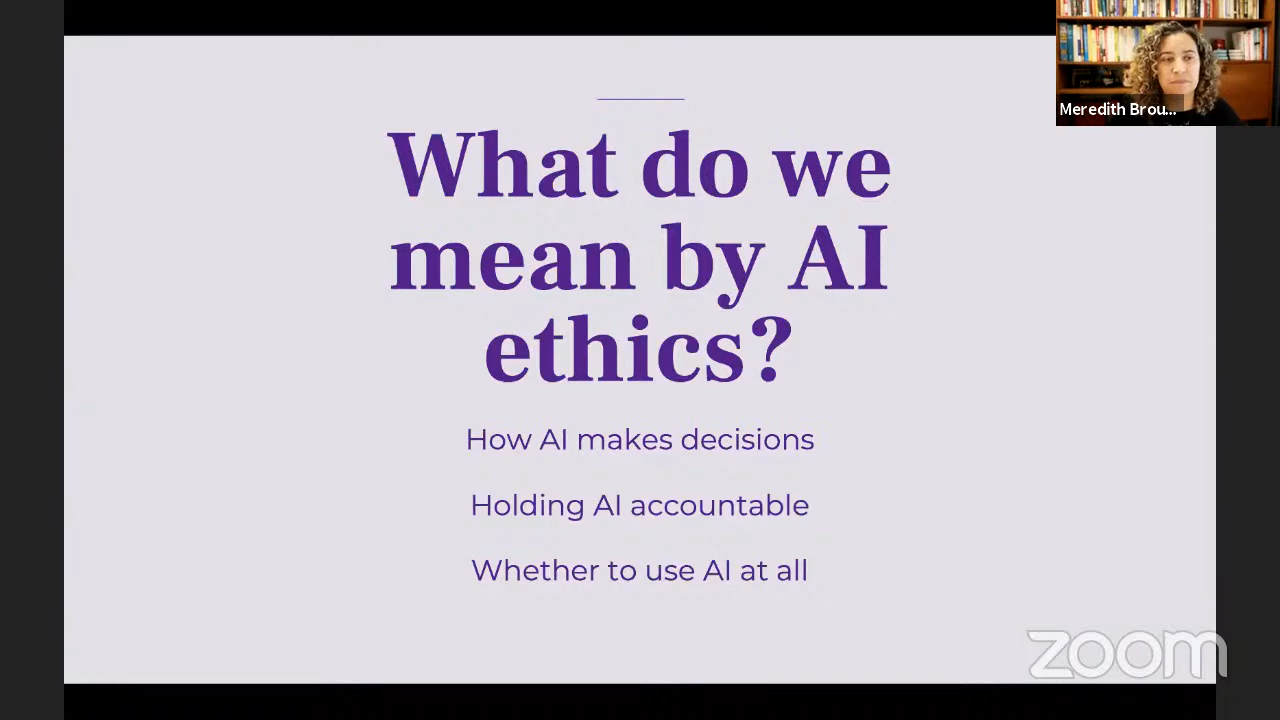 What do we
mean by AI
ethics?
How AI makes decisions
Holding AI accountable
Whether to use AI at all
Meredith Brou...
zoom